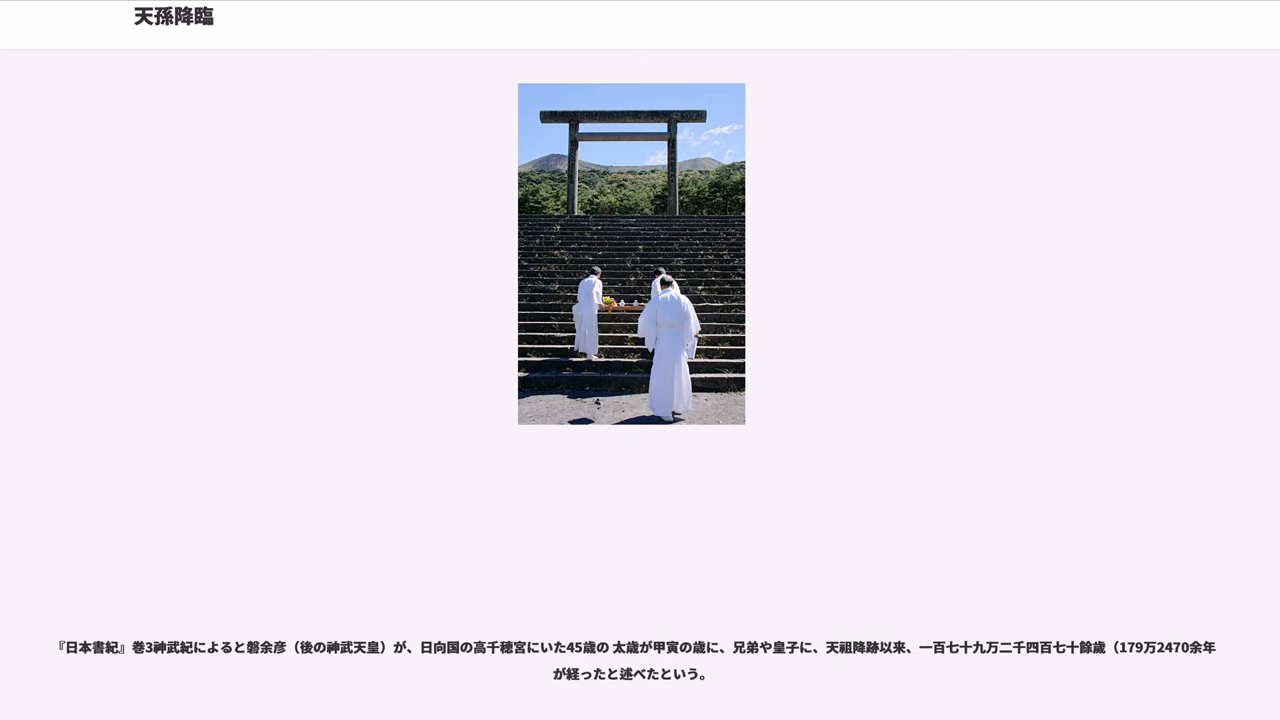 天孫降臨
『日本書紀』巻3神武紀によると磐余彦（後の神武天皇）が、日向国の高千穂宮にいた45歳の 太歳が甲寅の歳に、兄弟や皇子に、天祖降跡以来、一百七十九万二千四百七十餘歳（179万2470余年
が経ったと述べたという。